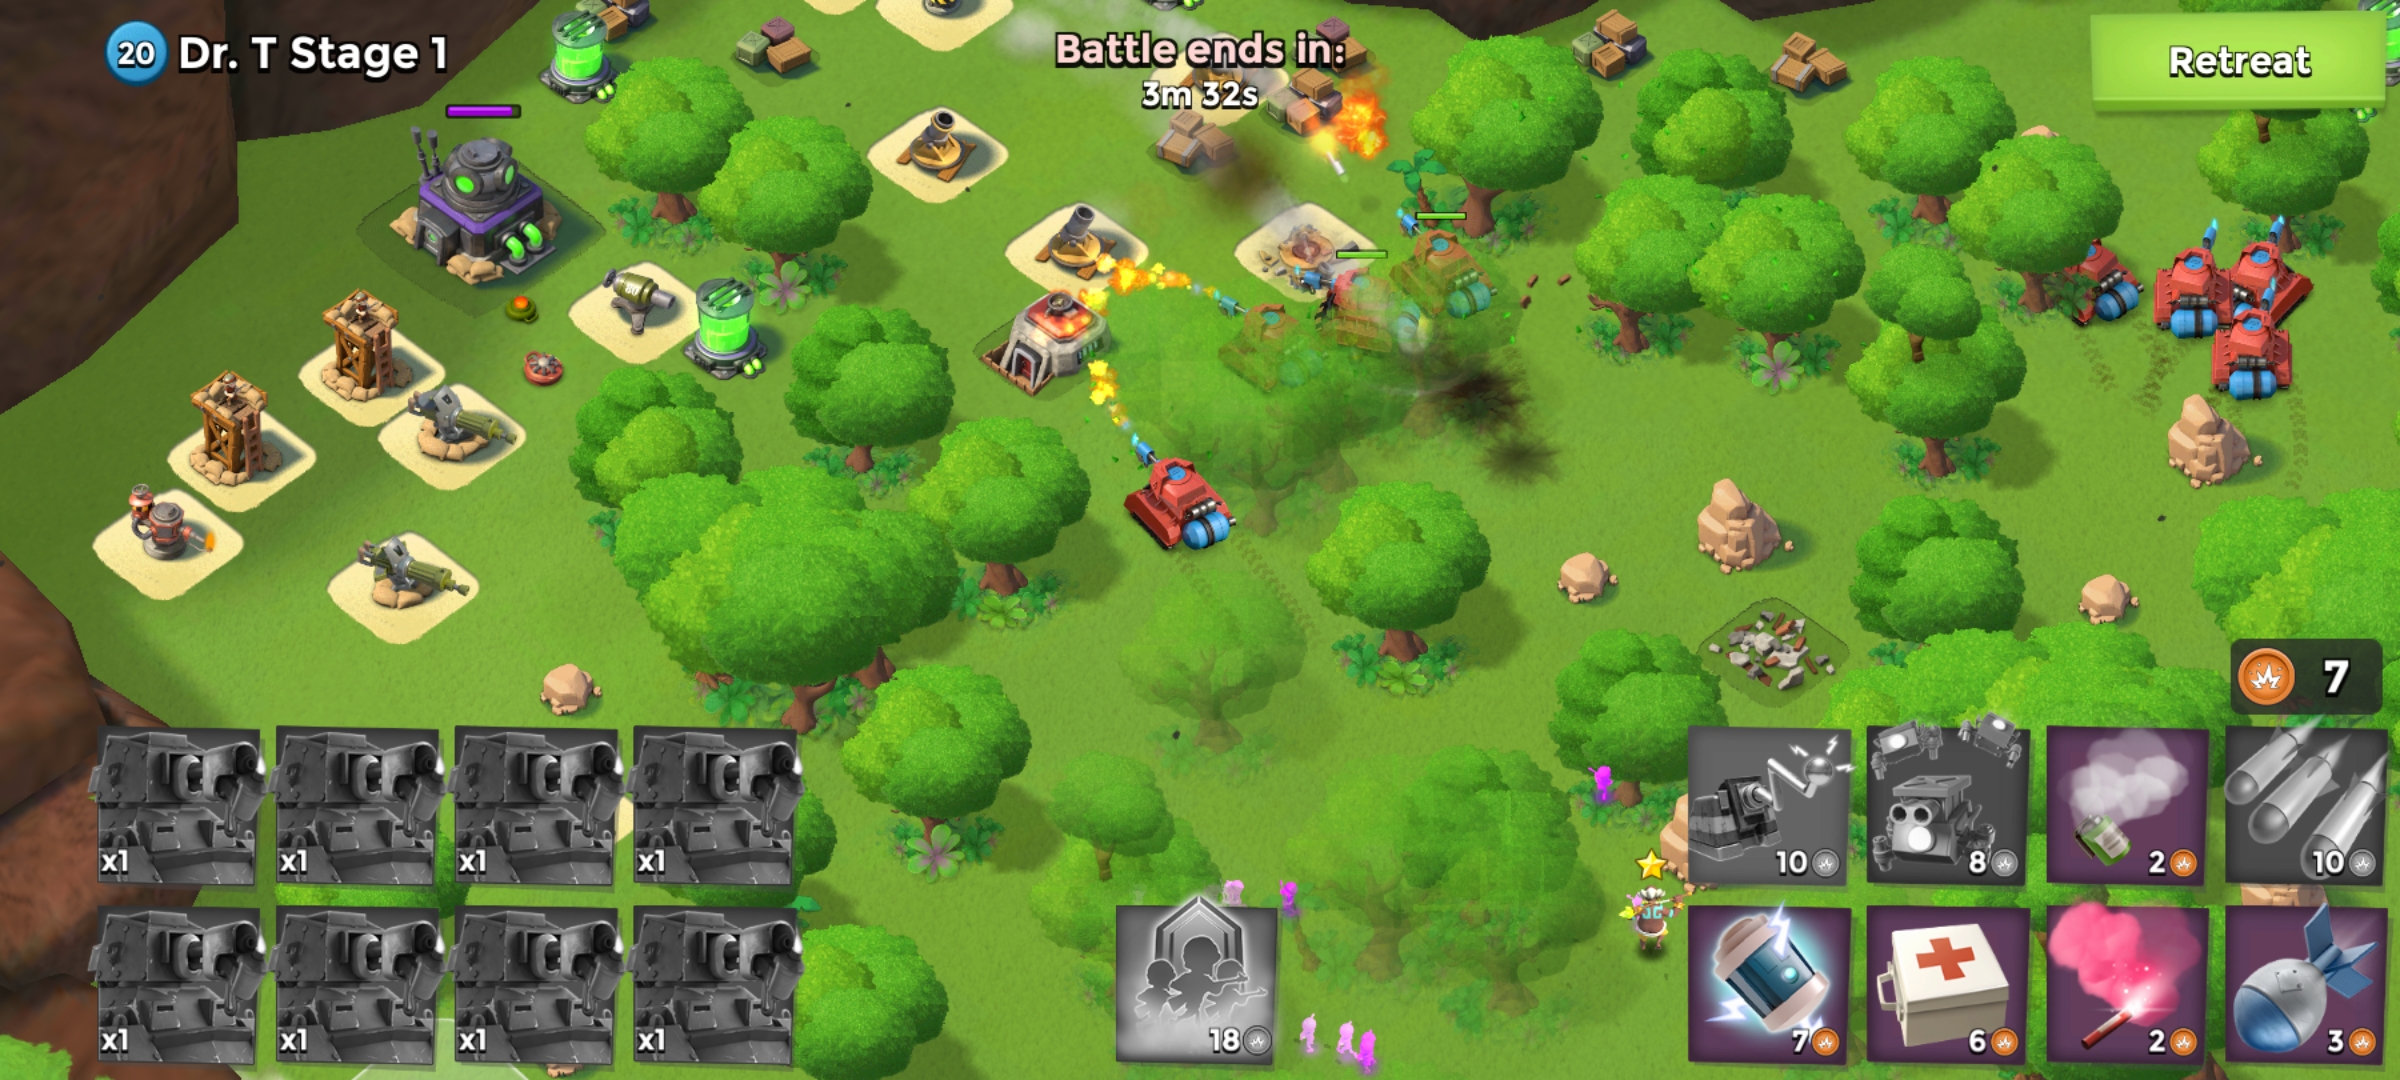 20 Dr. T Stage 1
Battle ends in:
3m 32s
Retreat
7
x1 x1 x1 x1
10 8 2 10
x1 x1 x1 x1
18
7 6 2 3